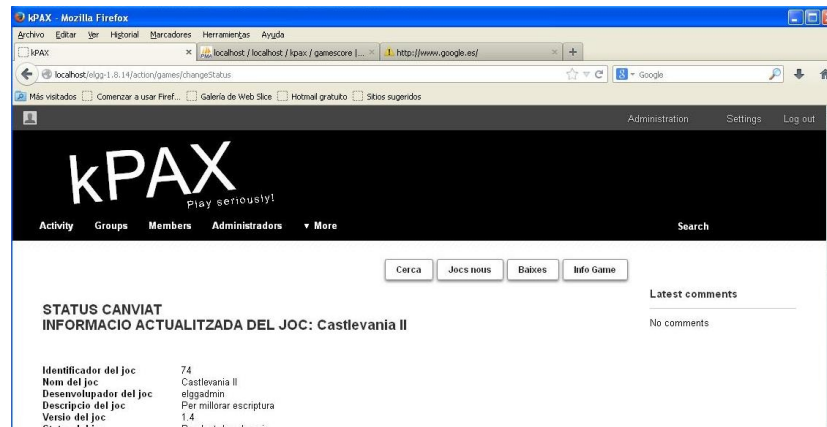 kPAX - Mozilla Firefox
Archivo Editar Ver Historial Marcadores Herramientas Ayuda
kPAX localhost / localhost / kpax / gamescore |... http://www.google.es/
localhost/elgg-1.8.14/action/games/changeStatus Google
Más visitados Comenzar a usar Firef... Galería de Web Slice Hotmail gratuito Sitios sugeridos
Administration Settings Log out
kPAX
Play seriously!
Activity Groups Members Administradors ▼ More Search
Cerca Jocs nous Baixes Info Game
Latest comments
STATUS CANVIAT
INFORMACIO ACTUALITZADA DEL JOC: Castlevania II
No comments
Identificador del joc 74
Nom del joc Castlevania II
Desenvolupador del joc elggadmin
Descripcio del joc Per millorar escriptura
Versio del joc 1.4